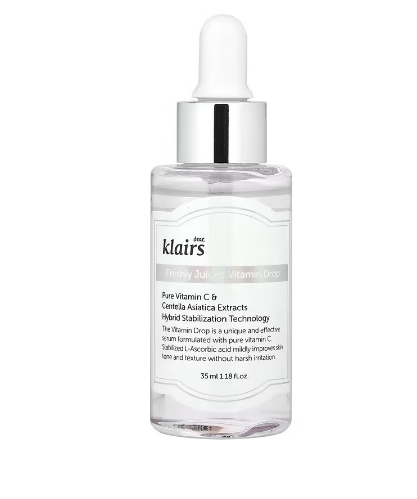 dear,
klairs
Freshly Juiced Vitamin Drop
Pure Vitamin C &
Centella Asiatica Extracts
Hybrid Stabilization Technology
The Vitamin Drop is a unique and effective
serum formulated with pure vitamin C.
Stabilized L-Ascorbic acid mildly improves skin
tone and texture without harsh irritation.
35 ml 1.18 fl.oz.